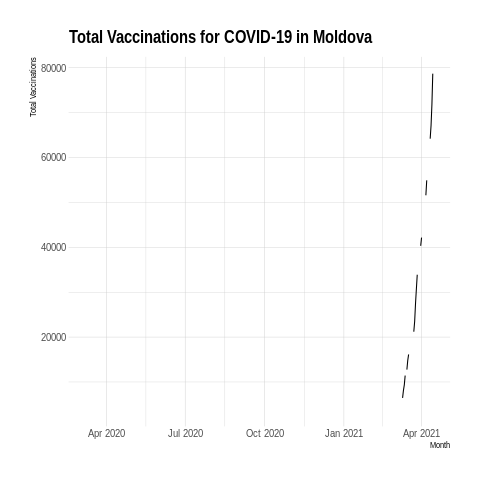 Total Vaccinations for COVID-19 in Moldova
Total Vaccinations
80000
60000
40000
20000
Apr 2020
Jul 2020
Oct 2020
Jan 2021
Apr 2021
Month